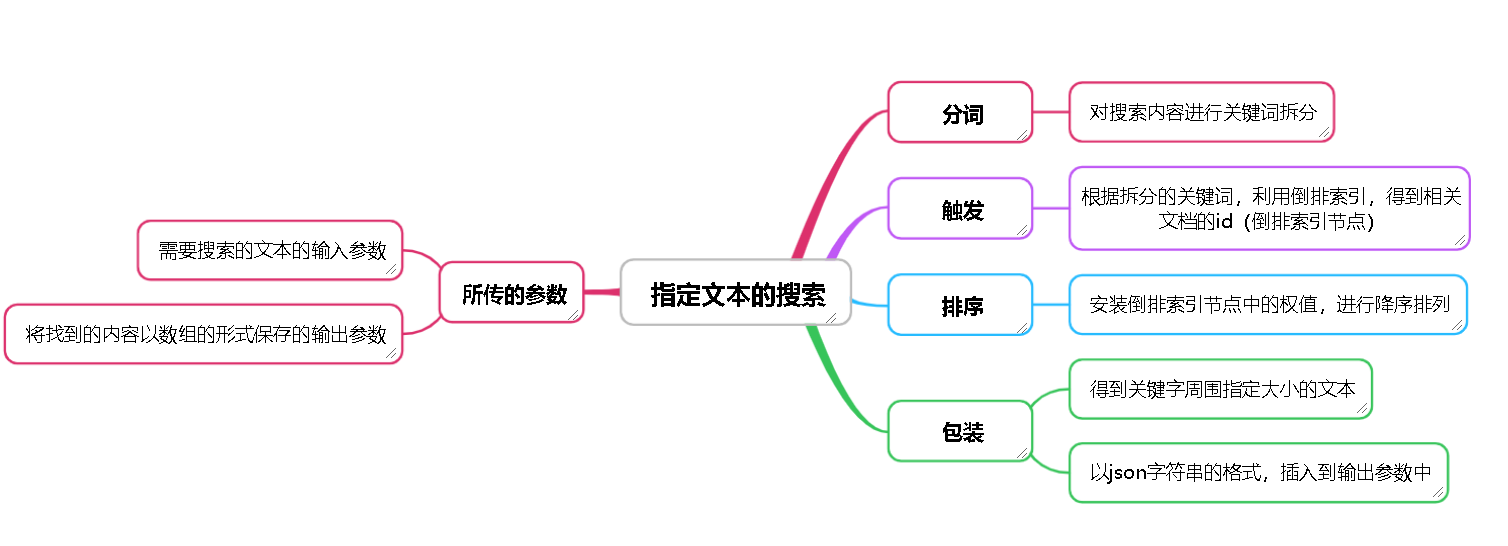 指定文本的搜索
所传的参数
需要搜索的文本的输入参数
将找到的内容以数组的形式保存的输出参数
分词
对搜索内容进行关键词拆分
触发
根据拆分的关键词，利用倒排索引，得到相关
文档的id（倒排索引节点）
排序
安装倒排索引节点中的权值，进行降序排列
包装
得到关键字周围指定大小的文本
以json字符串的格式，插入到输出参数中